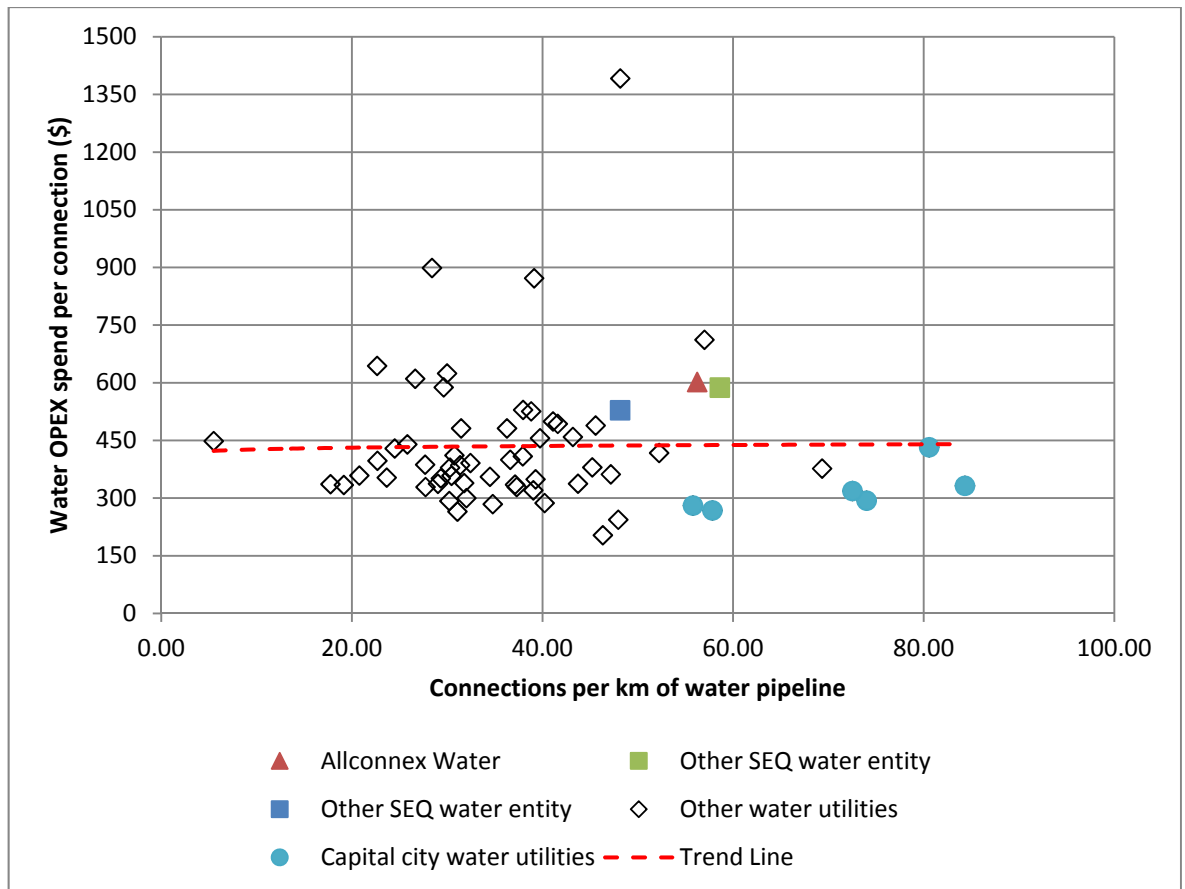 1500
1350
1200
1050
900
750
600
450
300
150
0
Water OPEX spend per connection ($)
0.00 20.00 40.00 60.00 80.00 100.00
Connections per km of water pipeline
Allconnex Water Other SEQ water entity
Other SEQ water entity Other water utilities
Capital city water utilities Trend Line